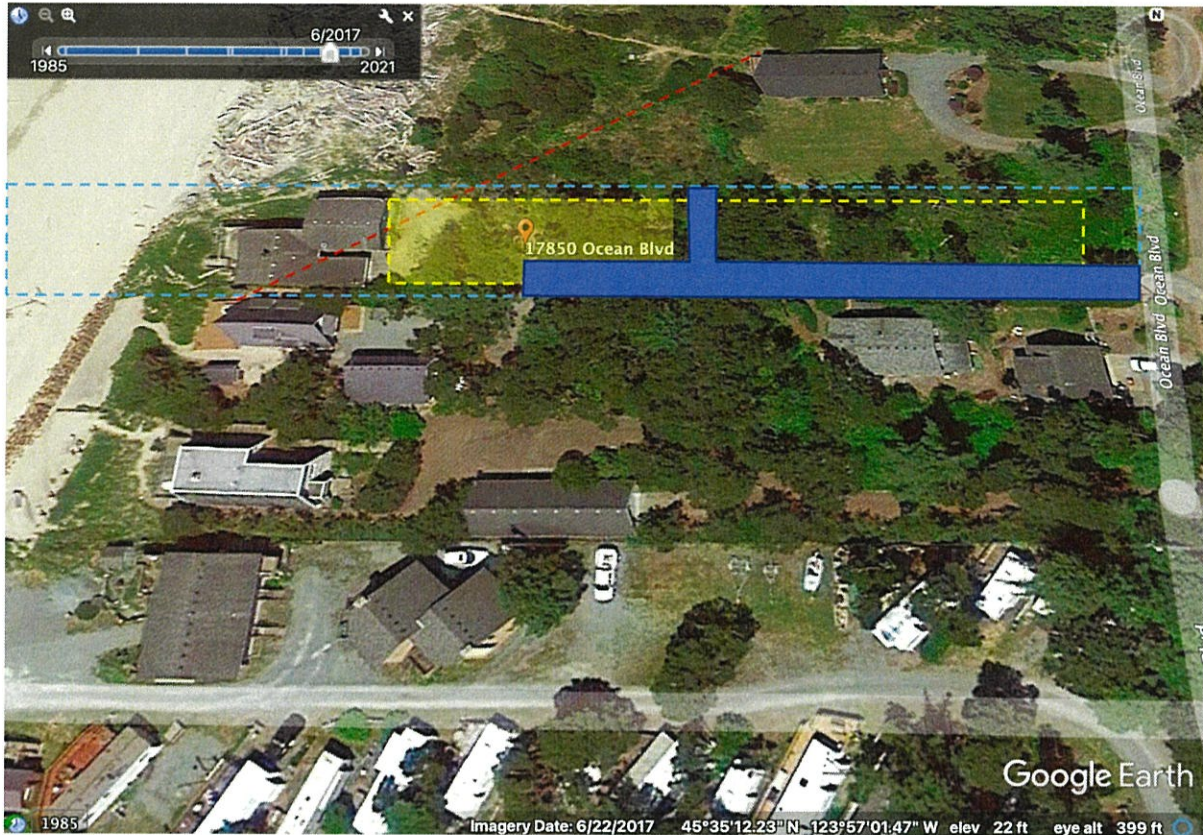 6/2017
1985
2021
N
Ocean Blvd
17850 Ocean Blvd
Ocean Blvd
Ocean Blvd
Google Earth
1985
Imagery Date: 6/22/2017 45°35'12.23" N 123°57'01.47" W elev 22 ft eye alt 399 ft